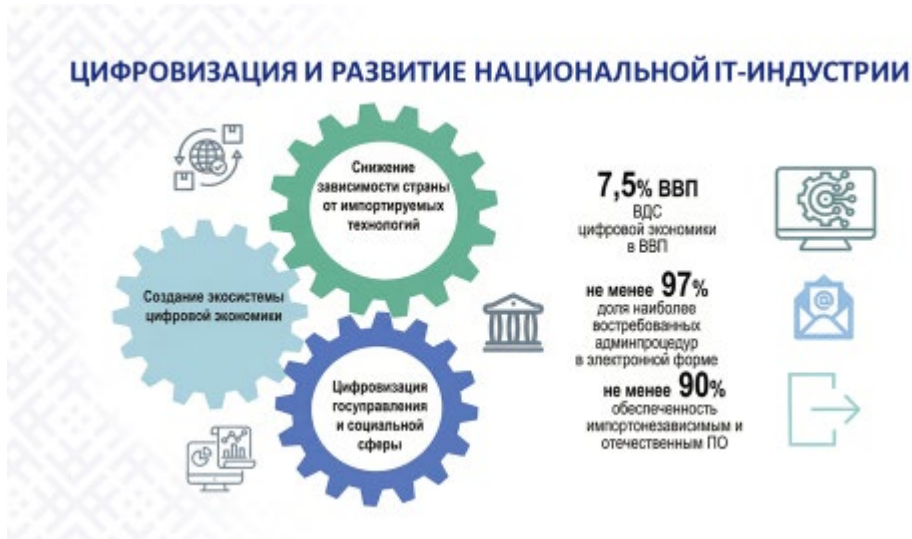 ЦИФРОВИЗАЦИЯ И РАЗВИТИЕ НАЦИОНАЛЬНОЙ IT-ИНДУСТРИИ
Снижение
зависимости страны
от импортируемых
технологий
Создание экосистемы
цифровой экономики
Цифровизация
госуправления
и социальной
сферы
7,5% ВВП
ВДС
цифровой экономики
в ВВП
не менее 97%
доля наиболее
востребованных
админпроцедур
в электронной форме
не менее 90%
обеспеченность
импортонезависимым и
отечественным ПО